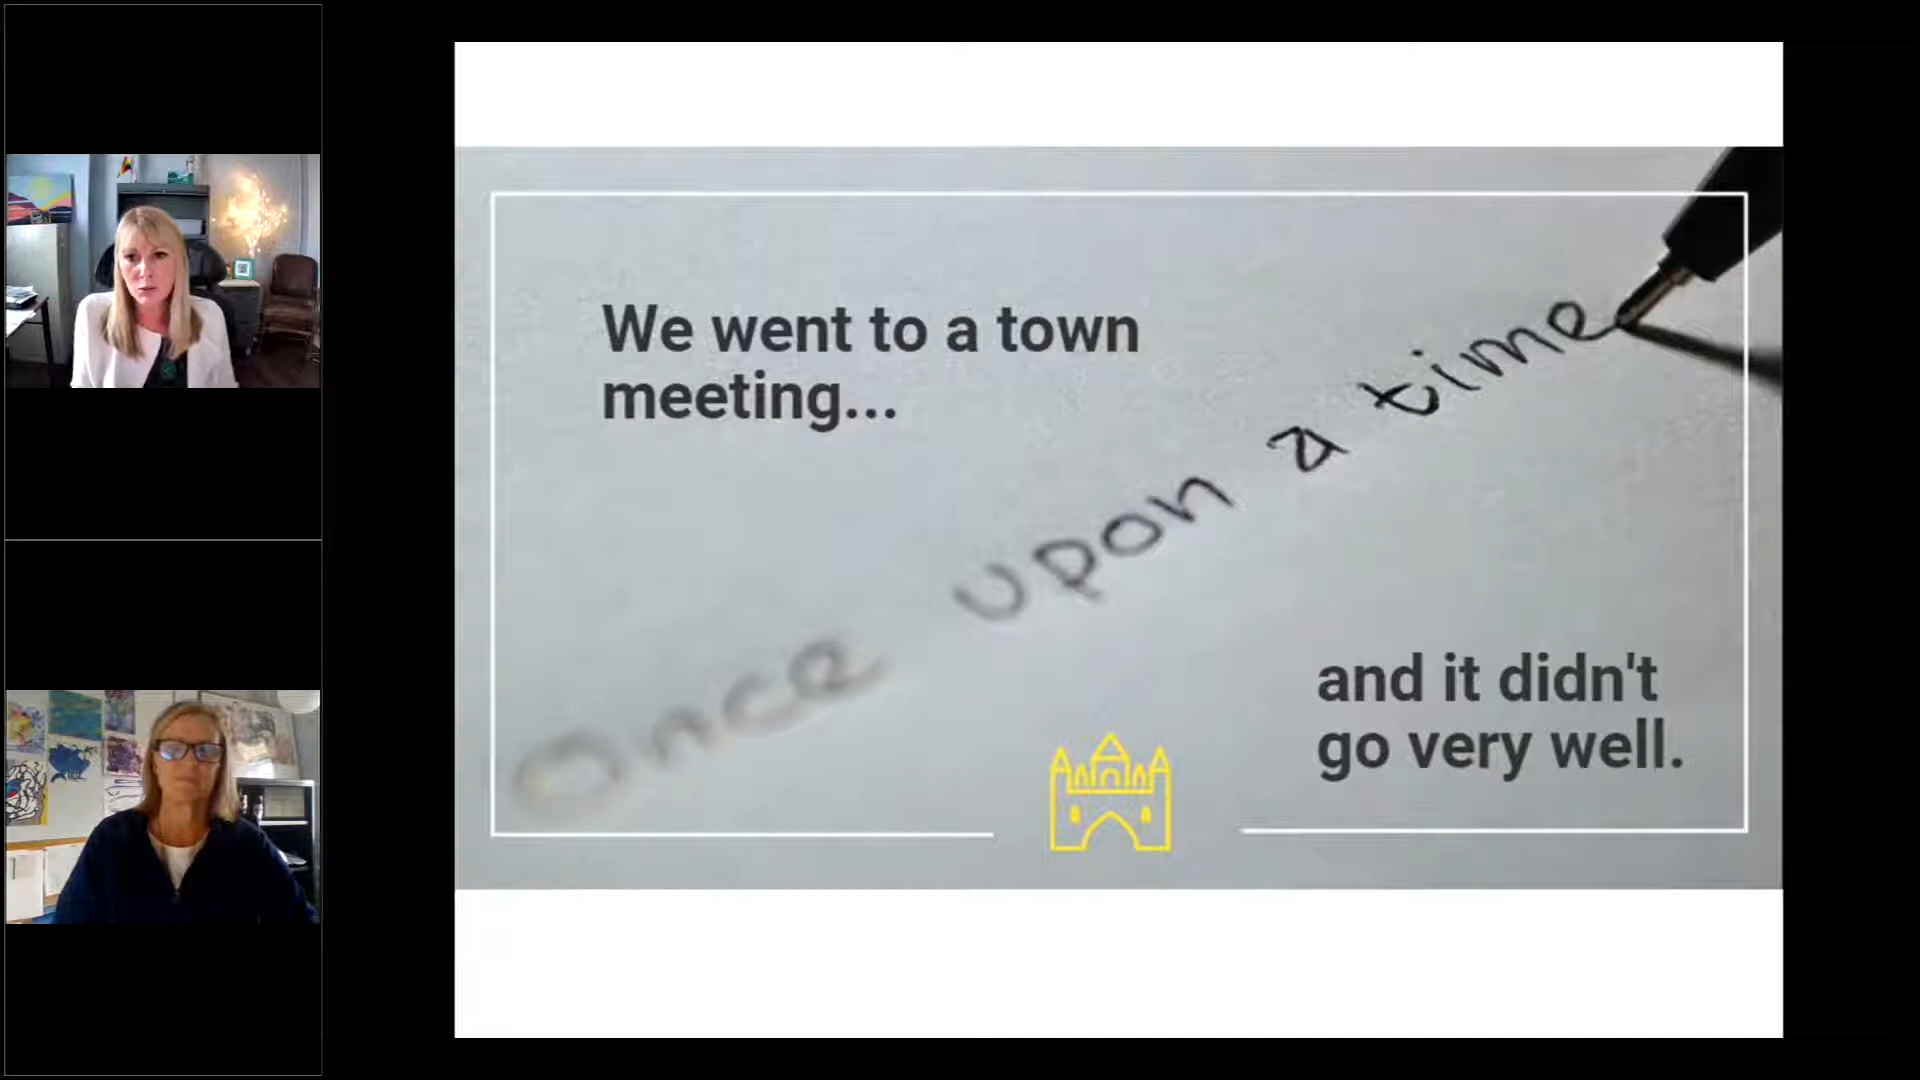 We went to a town
meeting...
Once upon a time
and it didn't
go very well.